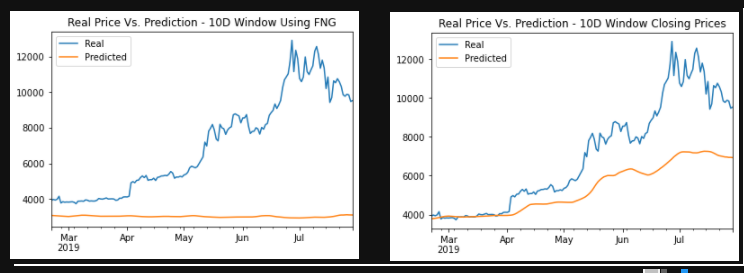 Real Price Vs. Prediction - 10D Window Using FNG
Real
Predicted
12000
10000
8000
6000
4000
Mar
2019
Apr
May
Jun
Jul
Real Price Vs. Prediction - 10D Window Closing Prices
Real
Predicted
12000
10000
8000
6000
4000
Mar
2019
Apr
May
Jun
Jul